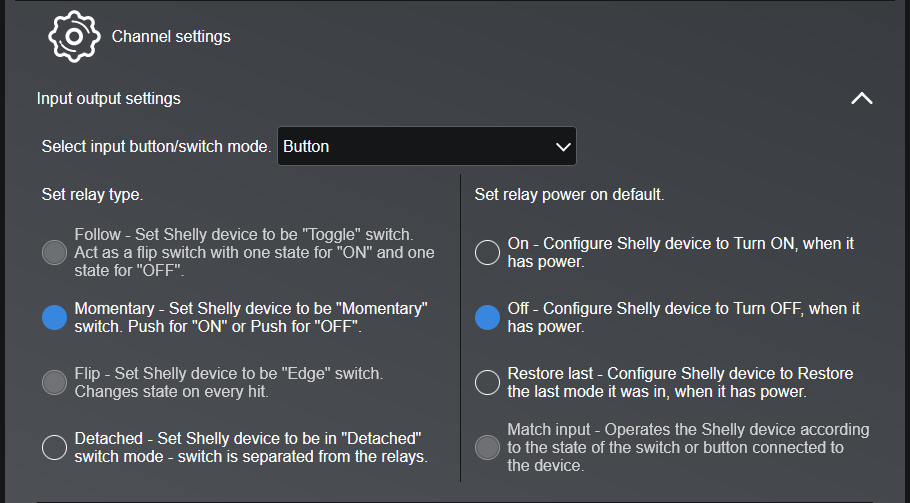 Channel settings
Input output settings
Select input button/switch mode.
Button
Set relay type.
Follow - Set Shelly device to be "Toggle" switch.
Act as a flip switch with one state for "ON" and one
state for "OFF".
Momentary - Set Shelly device to be "Momentary"
switch. Push for "ON" or Push for "OFF".
Flip - Set Shelly device to be "Edge" switch.
Changes state on every hit.
Detached - Set Shelly device to be in "Detached"
switch mode - switch is separated from the relays.
Set relay power on default.
On - Configure Shelly device to Turn ON, when it
has power.
Off - Configure Shelly device to Turn OFF, when it
has power.
Restore last - Configure Shelly device to Restore
the last mode it was in, when it has power.
Match input - Operates the Shelly device according
to the state of the switch or button connected to
the device.